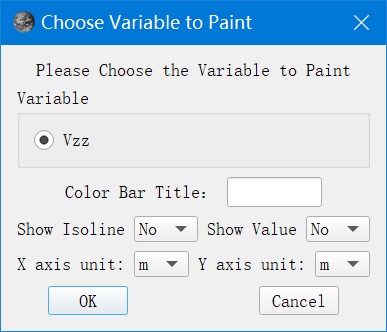 Choose Variable to Paint
Please Choose the Variable to Paint
Variable
Vzz
Color Bar Title:
Show Isoline No Show Value No
X axis unit: m Y axis unit: m
OK Cancel